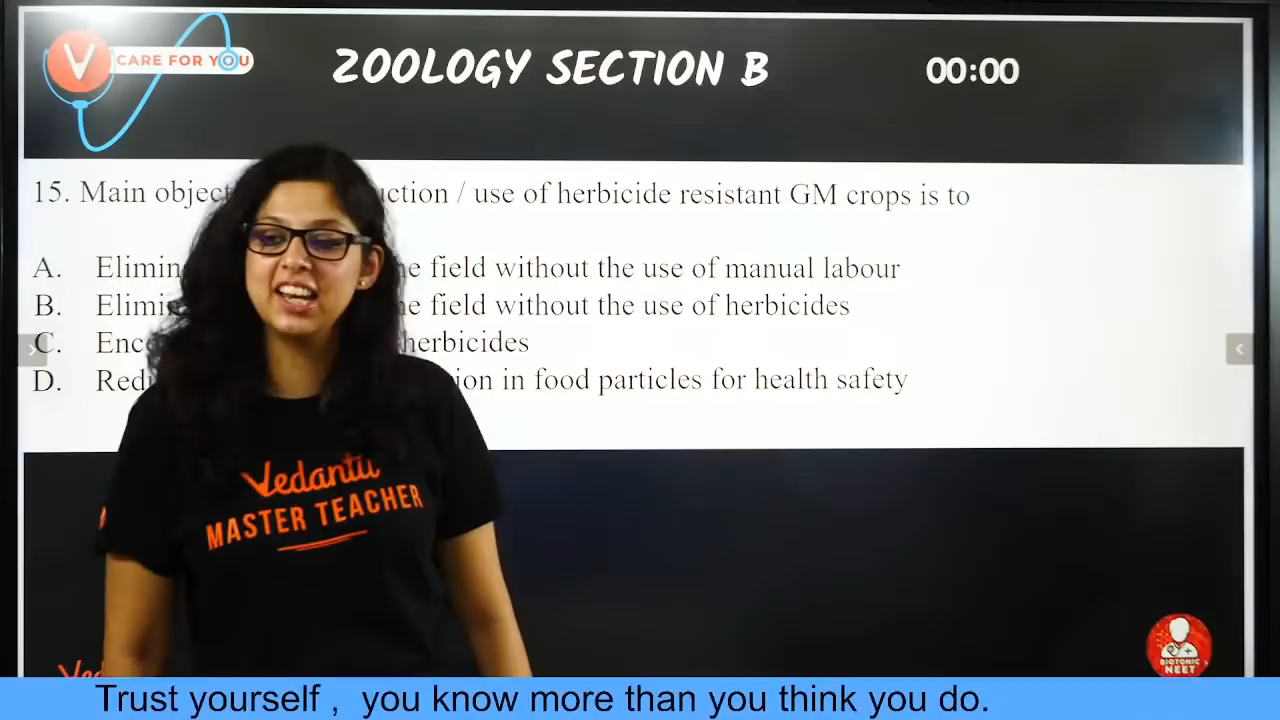 V CARE FOR YOU
ZOOLOGY SECTION B
00:00
15. Main object uction / use of herbicide resistant GM crops is to
A. Elimin he field without the use of manual labour
B. Elimi he field without the use of herbicides
C. Enc herbicides
D. Red ion in food particles for health safety
Vedantu
MASTER TEACHER
BIOTONIC
NEET
Ved
Trust yourself , you know more than you think you do.